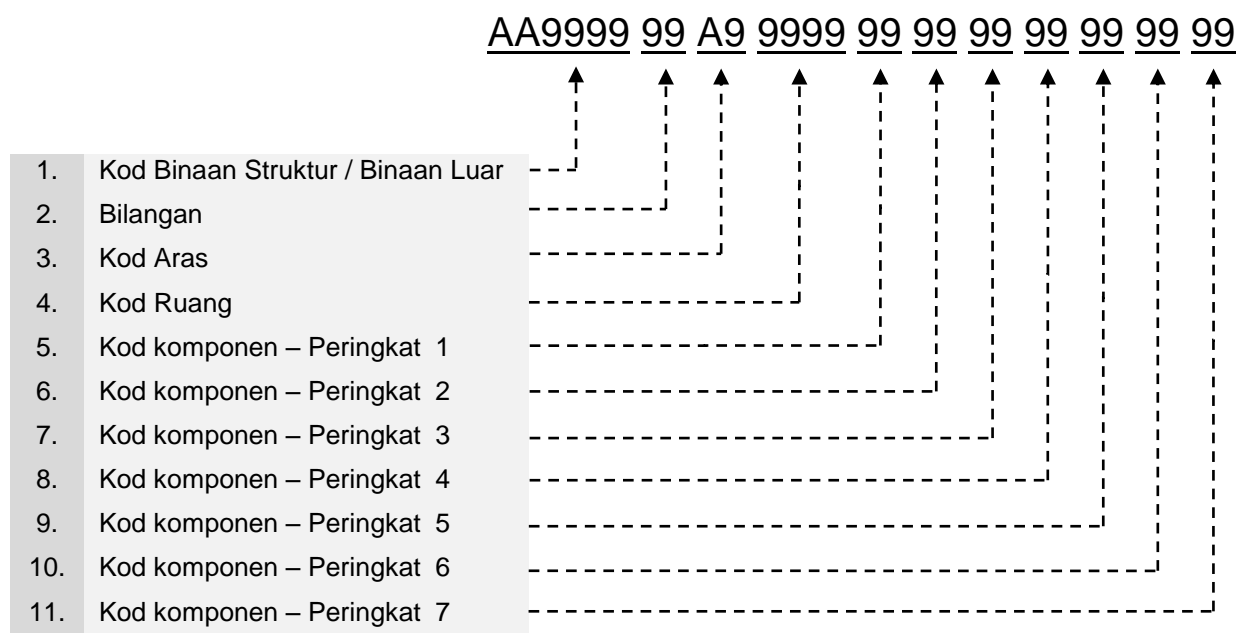 AA9999 99 A9 9999 99 99 99 99 99 99 99
1. Kod Binaan Struktur / Binaan Luar
2. Bilangan
3. Kod Aras
4. Kod Ruang
5. Kod komponen – Peringkat 1
6. Kod komponen – Peringkat 2
7. Kod komponen – Peringkat 3
8. Kod komponen – Peringkat 4
9. Kod komponen – Peringkat 5
10. Kod komponen – Peringkat 6
11. Kod komponen – Peringkat 7